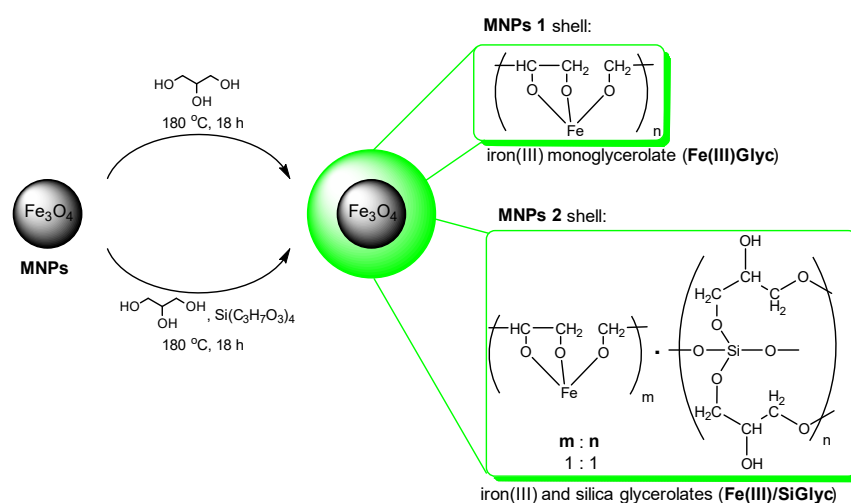 MNPs 1 shell:
HC CH2 CH2
O O O
Fe
n
iron(III) monoglycerolate (Fe(III)Glyc)
HO OH
OH
180 °C, 18 h
Fe3O4
MNPs
Fe3O4
HO OH
OH , Si(C3H7O3)4
180 °C, 18 h
MNPs 2 shell:
HC CH2 CH2
O O O
Fe
m
·
OH
CH O
H2C C
H2
O
O Si O
O
H2 H2
C C
CH O
OH
n
m : n
1 : 1
iron(III) and silica glycerolates (Fe(III)/SiGlyc)